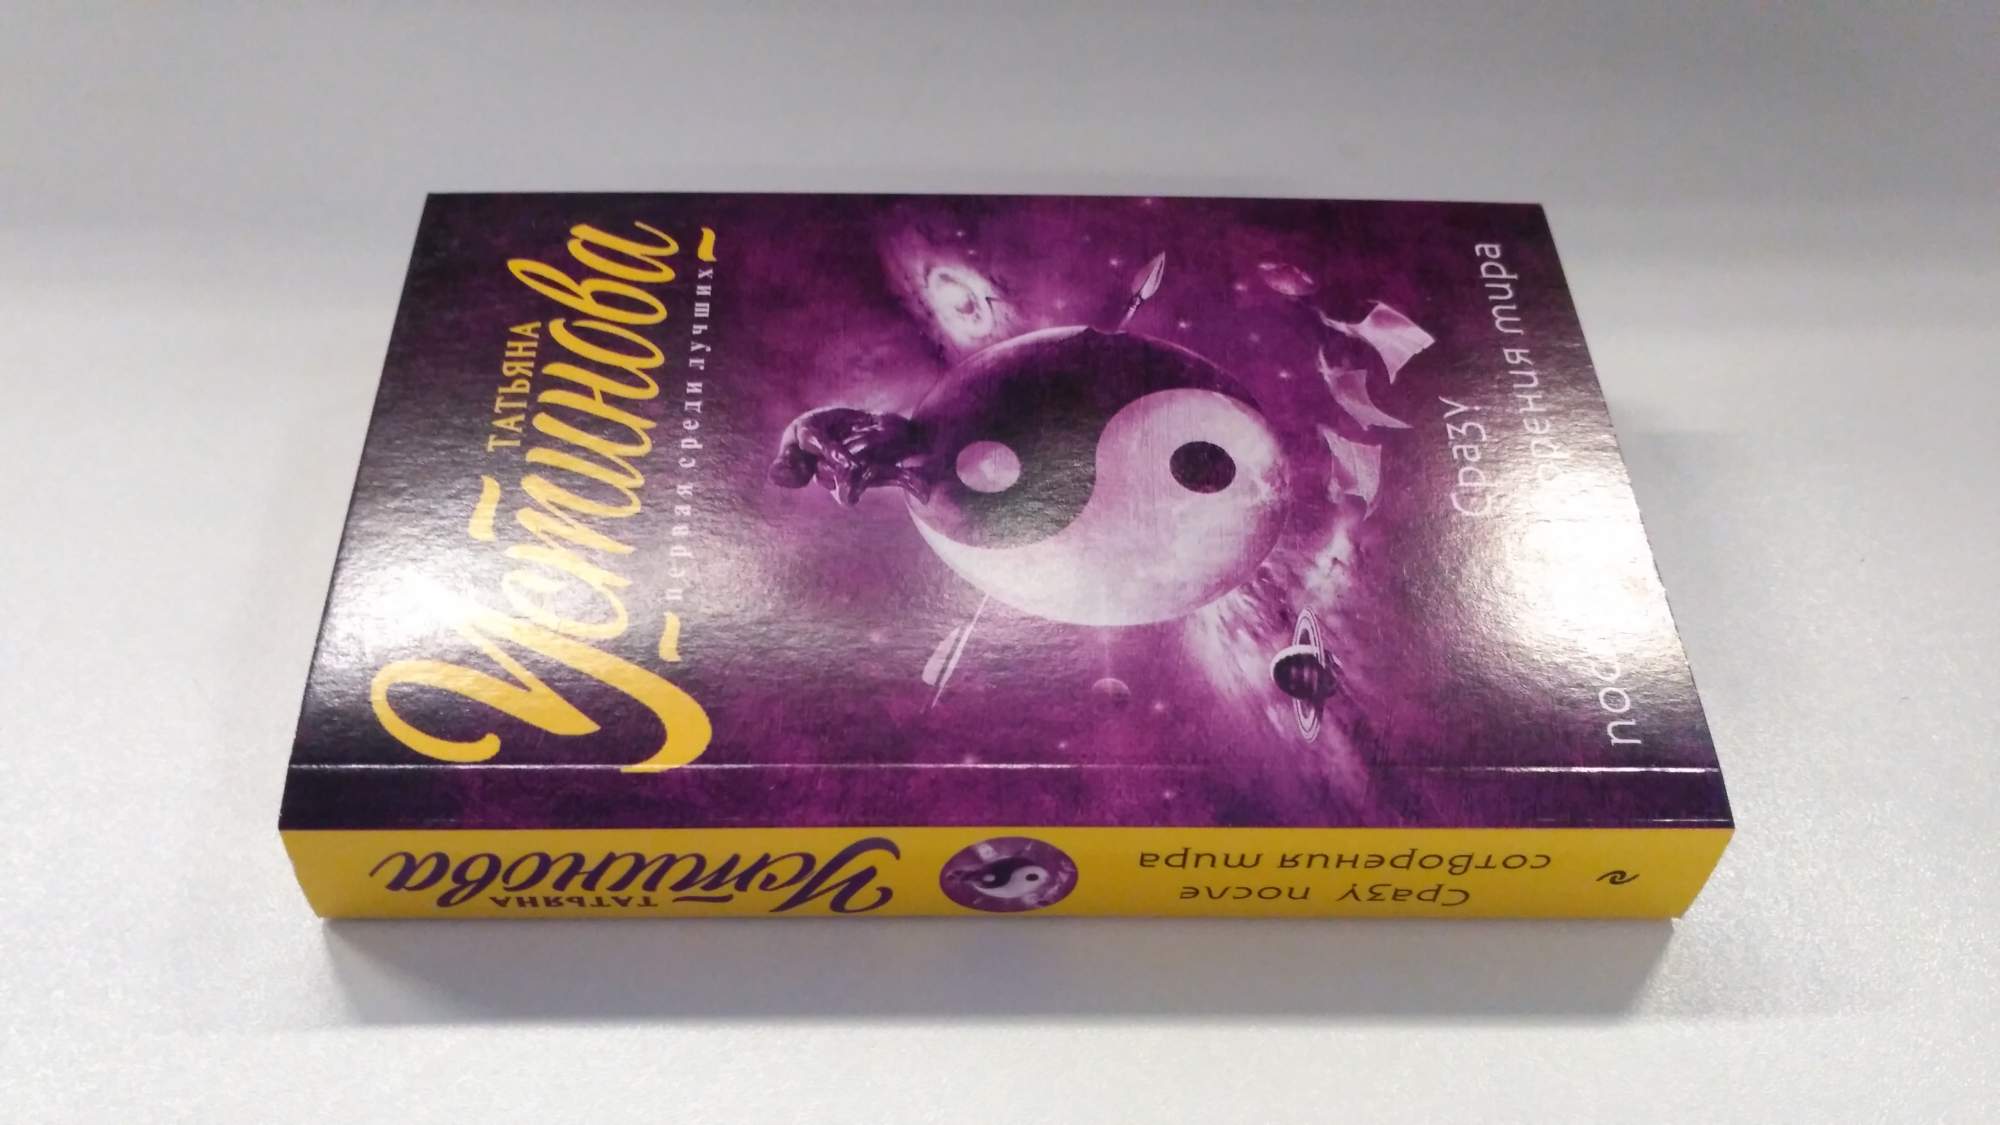 ТАТЬЯНА
Устинова
первая среди лучших
Сразу
мира
ТАТЬЯНА
Устинова
Сразу после
сотворения мира